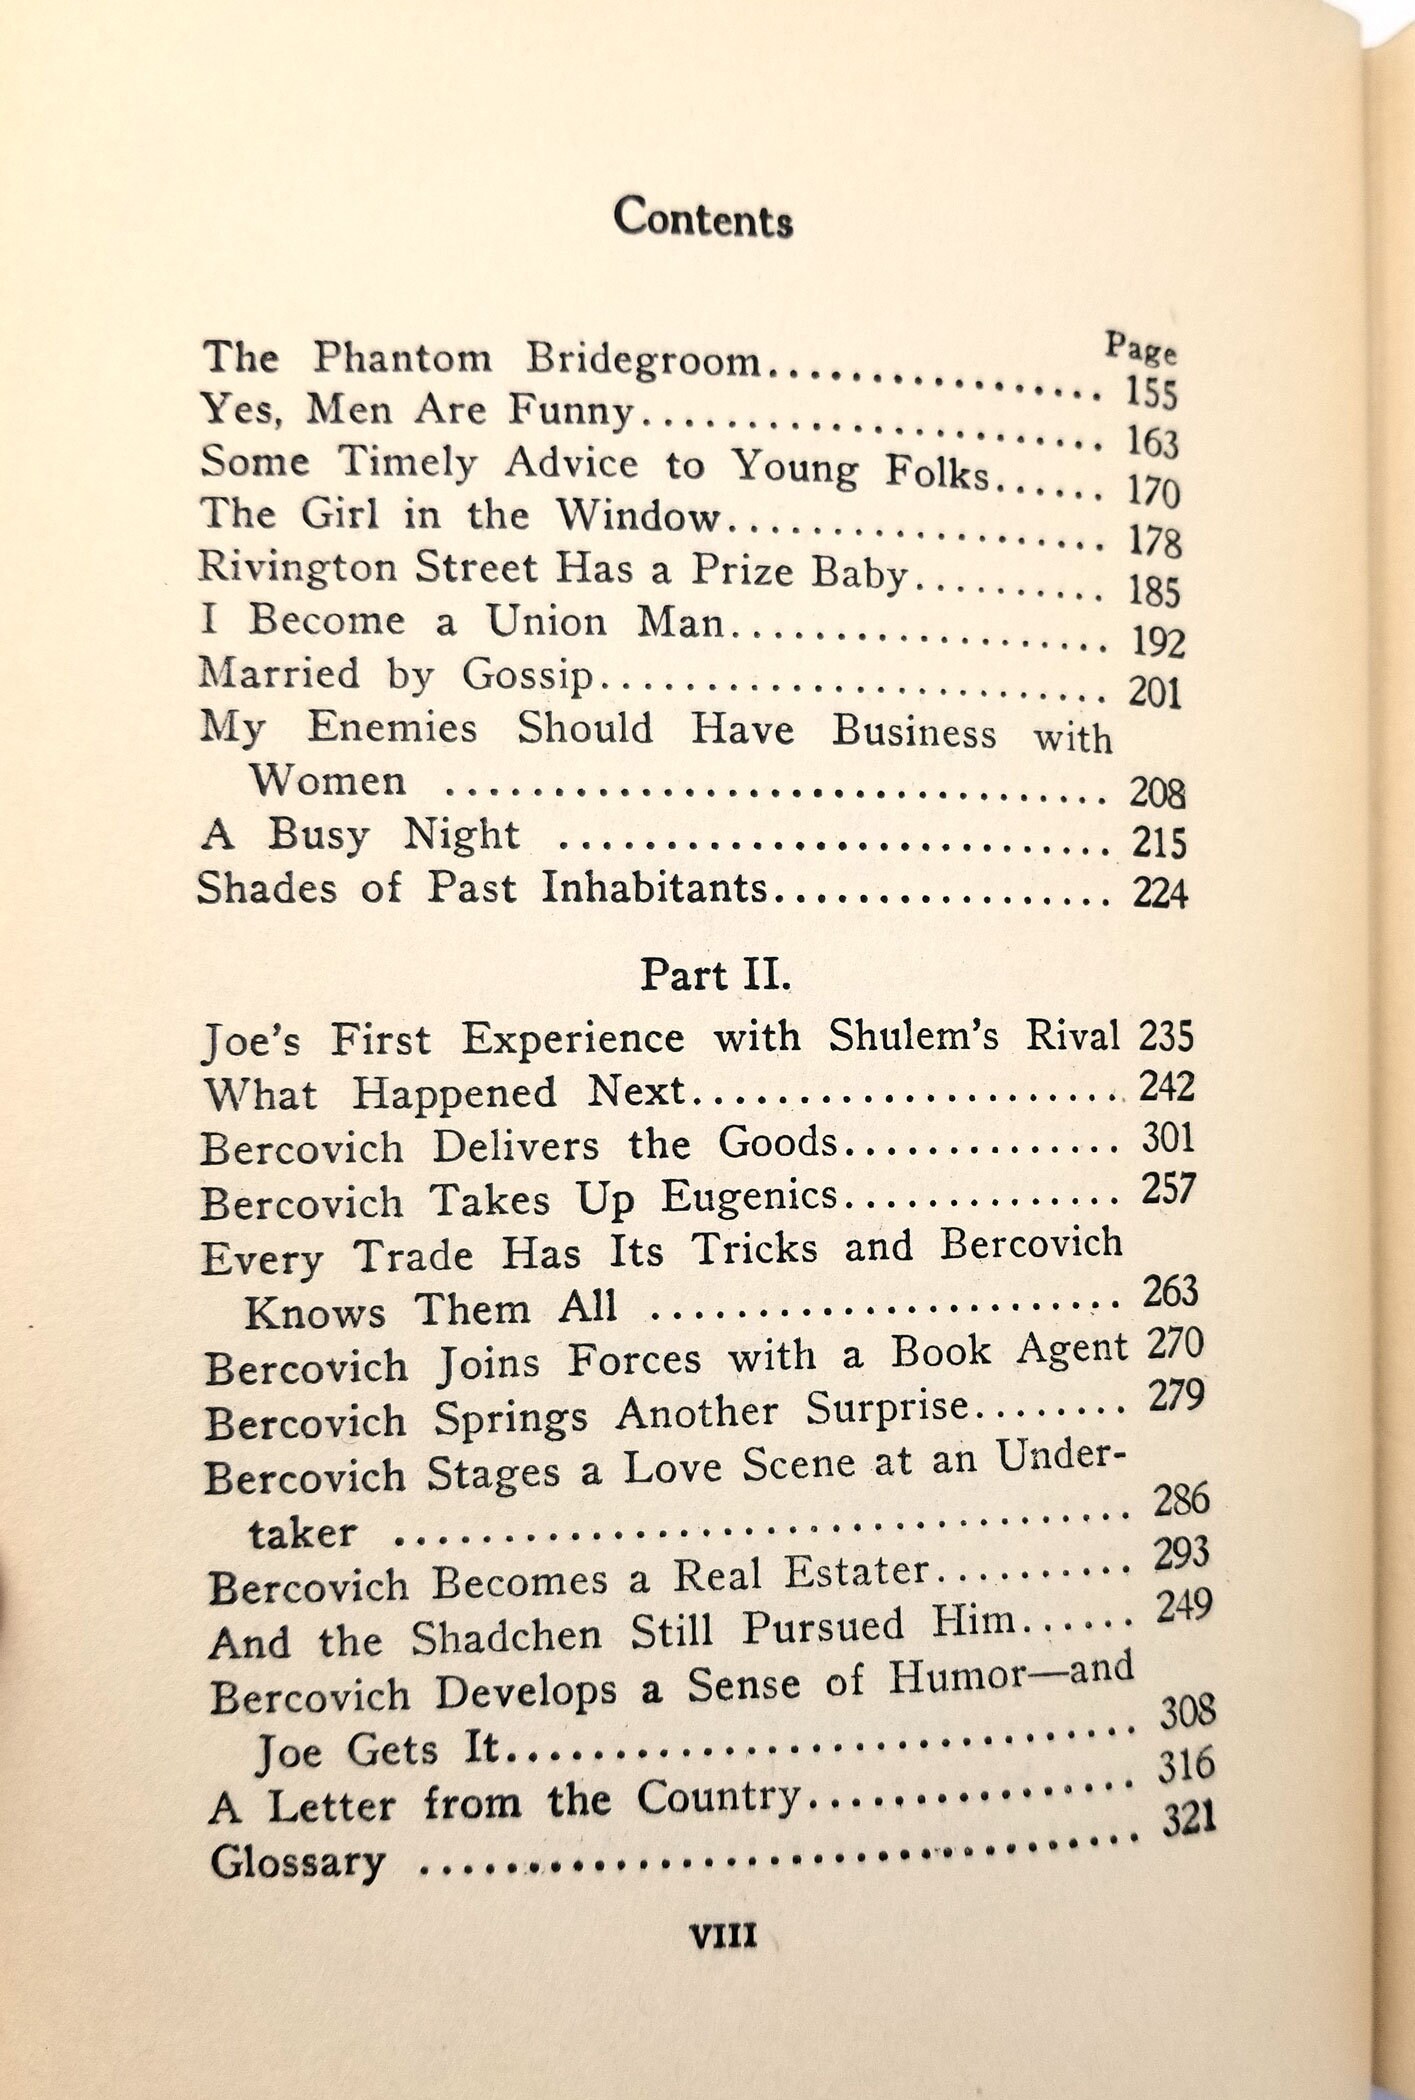 Contents
Page
The Phantom Bridegroom................. 155
Yes, Men Are Funny....................... 163
Some Timely Advice to Young Folks...... 170
The Girl in the Window................... 178
Rivington Street Has a Prize Baby.......... 185
I Become a Union Man................... 192
Married by Gossip......................... 201
My Enemies Should Have Business with
Women ................................. 208
A Busy Night ............................ 215
Shades of Past Inhabitants................. 224
Part II.
Joe's First Experience with Shulem's Rival 235
What Happened Next..................... 242
Bercovich Delivers the Goods.............. 301
Bercovich Takes Up Eugenics.............. 257
Every Trade Has Its Tricks and Bercovich
Knows Them All ........................ 263
Bercovich Joins Forces with a Book Agent 270
Bercovich Springs Another Surprise........ 279
Bercovich Stages a Love Scene at an Under-
taker ..................................... 286
Bercovich Becomes a Real Estater.......... 293
And the Shadchen Still Pursued Him...... 249
Bercovich Develops a Sense of Humor—and
Joe Gets It............................... 308
A Letter from the Country................ 316
Glossary ................................... 321
VIII